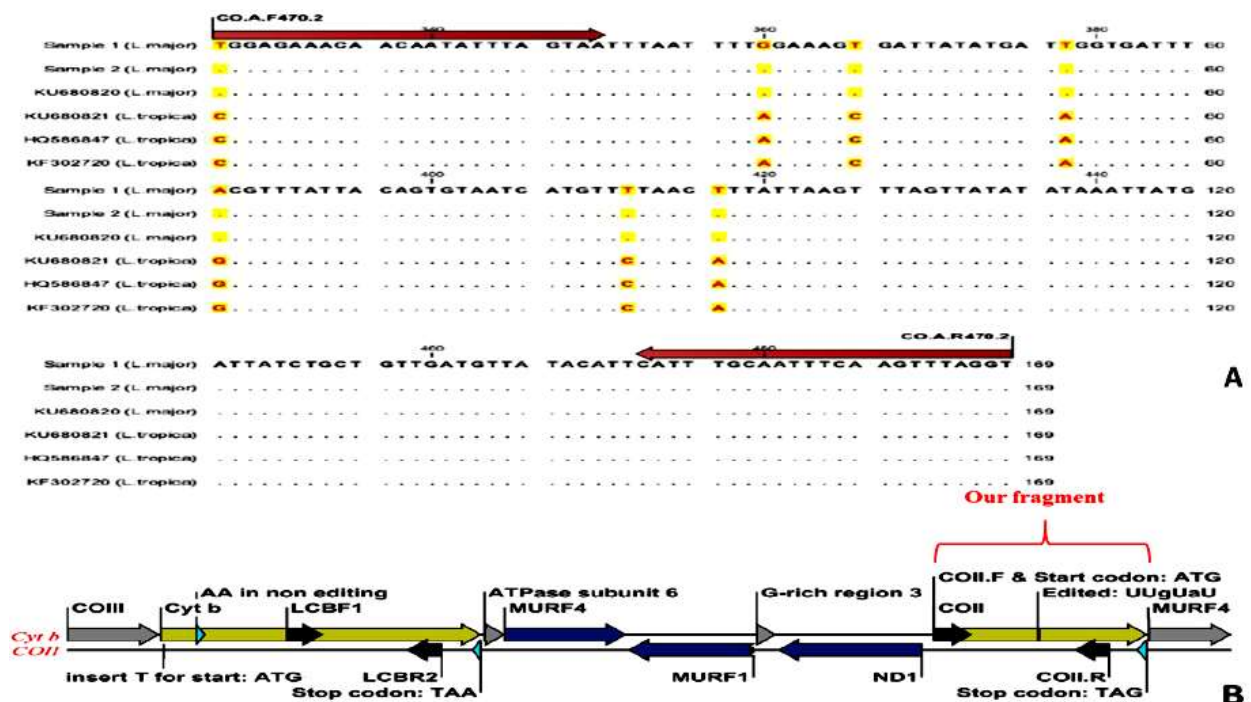 CO.A.F470.2
340 360 380
Sample 1 (L.major) TGGAGAAACA ACAATATTTA GTAATTTAAT TTTGGAAAGT GATTATATGA TTGGTGATTT 60
Sample 2 (L.major) .......... .......... .......... .......... .......... .......... 60
KU680820 (L.major) .......... .......... .......... .......... .......... .......... 60
KU680821 (L.tropica) C......... .......... .......... ...A.....C .......... .A........ 60
HQ586847 (L.tropica) C......... .......... .......... ...A.....C .......... .A........ 60
KF302720 (L.tropica) C......... .......... .......... ...A.....C .......... .A........ 60
400 420 440
Sample 1 (L.major) ACGTTTATTA CAGTGTAATC ATGTTTTAAC TTTATTAAGT TTAGTTATAT ATAAATTATG 120
Sample 2 (L.major) .......... .......... .......... .......... .......... .......... 120
KU680820 (L.major) .......... .......... .......... .......... .......... .......... 120
KU680821 (L.tropica) G......... .......... .....C.... A......... .......... .......... 120
HQ586847 (L.tropica) G......... .......... .....C.... A......... .......... .......... 120
KF302720 (L.tropica) G......... .......... .....C.... A......... .......... .......... 120
CO.A.R470.2
460 480
Sample 1 (L.major) ATTATCTGCT GTTGATGTTA TACATTCATT TGCAATTTCA AGTTTAGGT 169
Sample 2 (L.major) .......... .......... .......... .......... ......... 169
KU680820 (L.major) .......... .......... .......... .......... ......... 169
KU680821 (L.tropica) .......... .......... .......... .......... ......... 169
HQ586847 (L.tropica) .......... .......... .......... .......... ......... 169
KF302720 (L.tropica) .......... .......... .......... .......... ......... 169
A
Our fragment
AA in non editing ATPase subunit 6 G-rich region 3 COII.F & Start codon: ATG
COIII Cyt b LCBF1 MURF4 COII Edited: UUgUaU MURF4
Cyt b
COII
insert T for start: ATG LCBR2 MURF1 ND1 COII.R
Stop codon: TAA Stop codon: TAG
B